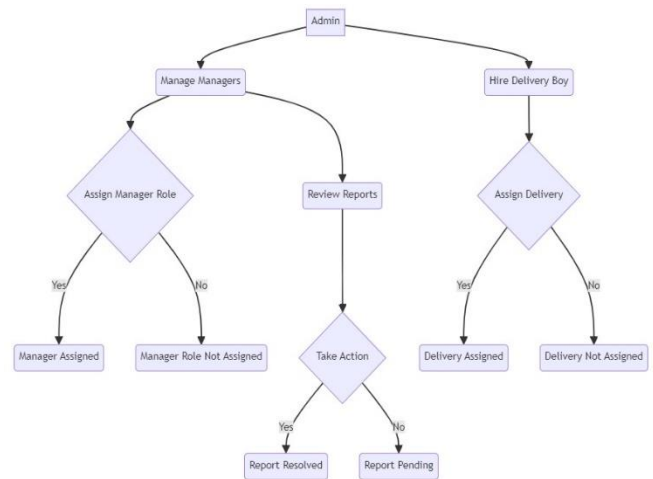 Admin
Manage Managers
Hire Delivery Boy
Assign Manager Role
Review Reports
Assign Delivery
Yes
No
Yes
No
Manager Assigned
Manager Role Not Assigned
Take Action
Delivery Assigned
Delivery Not Assigned
Yes
No
Report Resolved
Report Pending